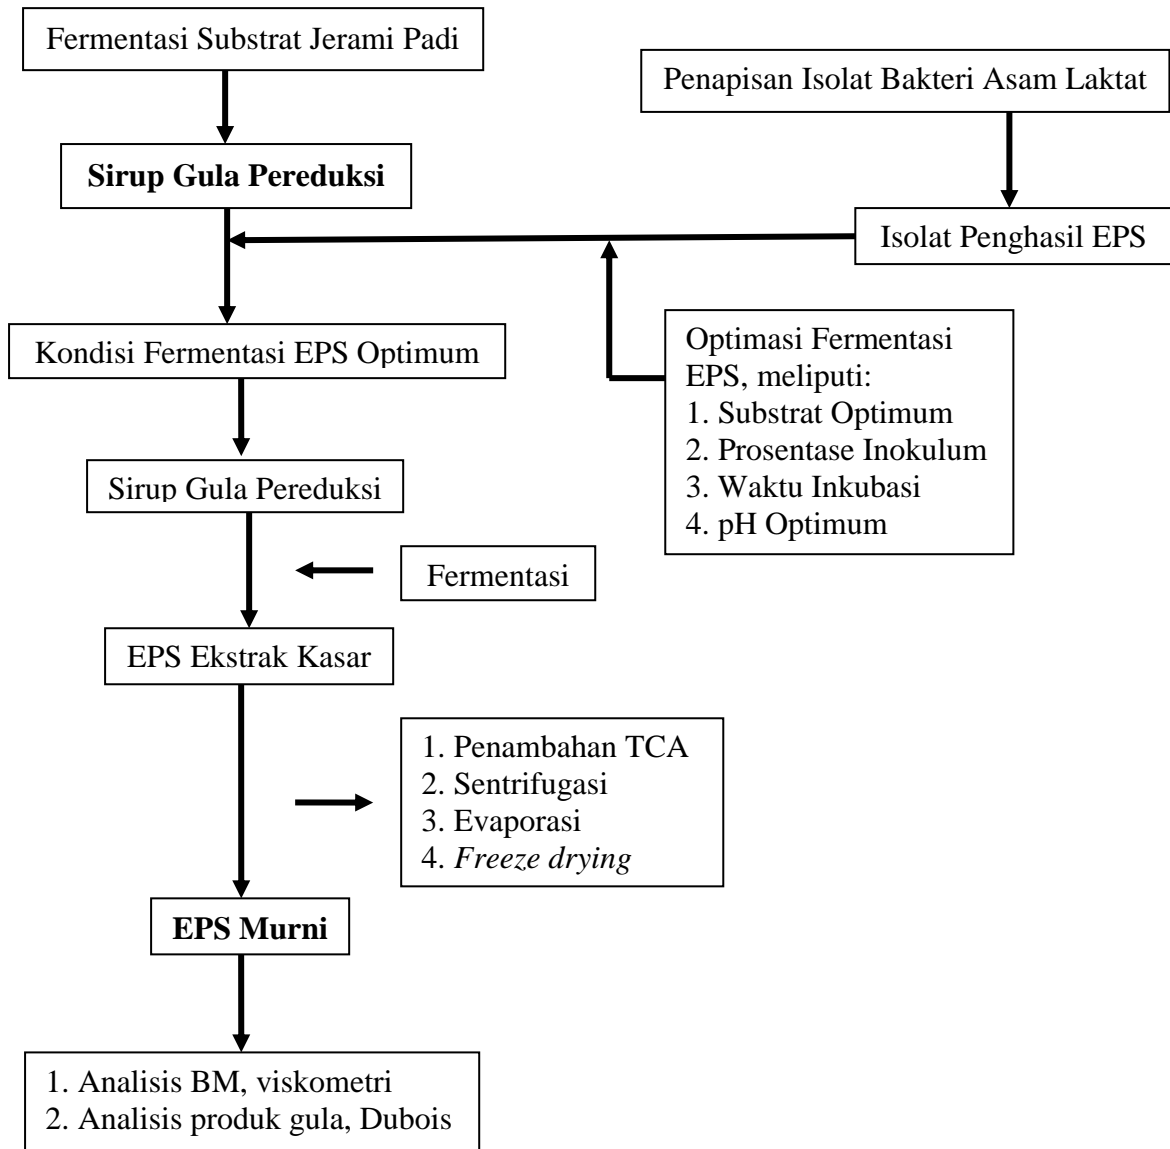 Fermentasi Substrat Jerami Padi
Penapisan Isolat Bakteri Asam Laktat
Sirup Gula Pereduksi
Isolat Penghasil EPS
Kondisi Fermentasi EPS Optimum
Optimasi Fermentasi
EPS, meliputi:
1. Substrat Optimum
2. Prosentase Inokulum
3. Waktu Inkubasi
4. pH Optimum
Sirup Gula Pereduksi
Fermentasi
EPS Ekstrak Kasar
1. Penambahan TCA
2. Sentrifugasi
3. Evaporasi
4. Freeze drying
EPS Murni
1. Analisis BM, viskometri
2. Analisis produk gula, Dubois